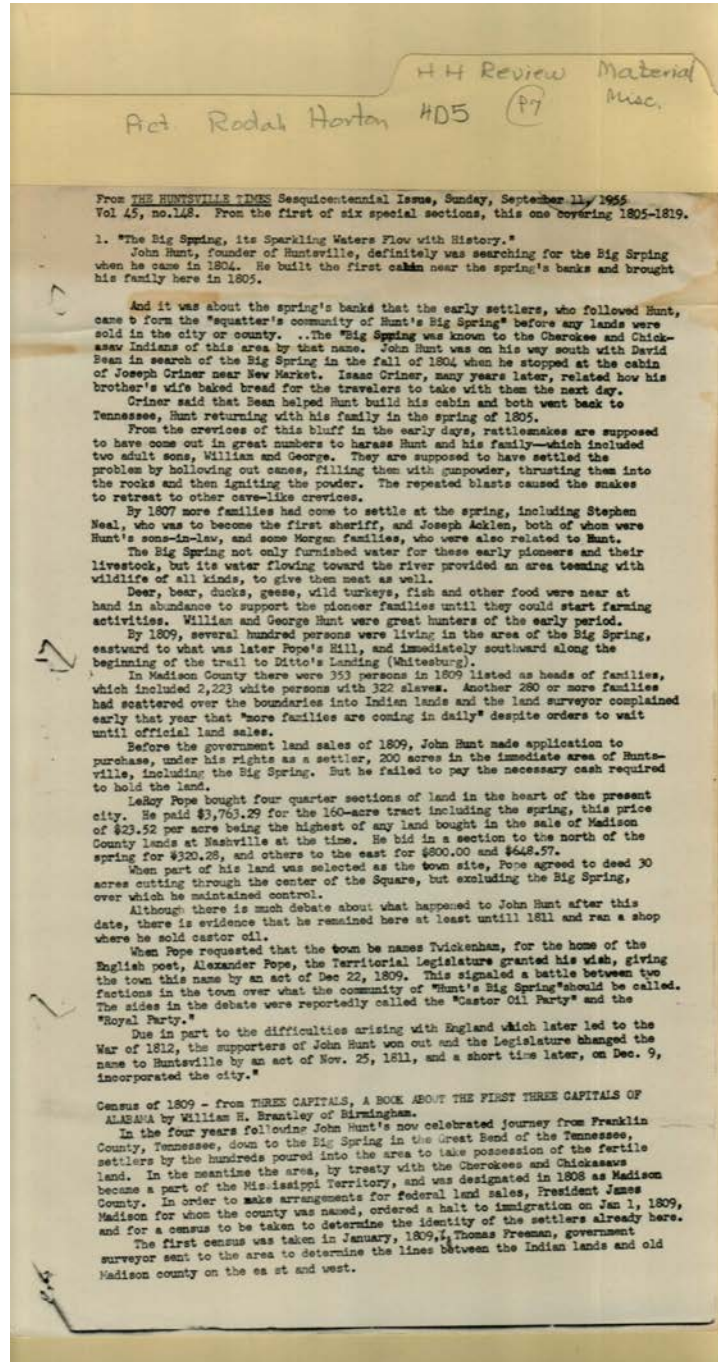 HH Review Material
Misc.
Act Rodah Horton HD5 P7
From THE HUNTSVILLE TIMES Sesquicentennial Issue, Sunday, September 11, 1955
Vol 45, no.148. From the first of six special sections, this one covering 1805-1819.
1. "The Big Spping, its Sparkling Waters Flow with History."
John Hunt, founder of Huntsville, definitely was searching for the Big Srping
when he came in 1804. He built the first cabin near the spring's banks and brought
his family here in 1805.
And it was about the spring's banks that the early settlers, who followed Hunt,
came to form the "squatter's community of Hunt's Big Spring" before any lands were
sold in the city or county. ..The "Big Spping was known to the Cherokee and Chick-
asaw Indians of this area by that name. John Hunt was on his way south with David
Bean in search of the Big Spring in the fall of 1804 when he stopped at the cabin
of Joseph Criner near New Market. Isaac Criner, many years later, related how his
brother's wife baked bread for the travelers to take with them the next day.
Criner said that Bean helped Hunt build his cabin and both went back to
Tennessee, Hunt returning with his family in the spring of 1805.
From the crevices of this bluff in the early days, rattlesnakes are supposed
to have come out in great numbers to harass Hunt and his family—which included
two adult sons, William and George. They are supposed to have settled the
problem by hollowing out canes, filling them with gunpowder, thrusting them into
the rocks and then igniting the powder. The repeated blasts caused the snakes
to retreat to other cave-like crevices.
By 1807 more families had come to settle at the spring, including Stephen
Neal, who was to become the first sheriff, and Joseph Acklen, both of whom were
Hunt's sons-in-law, and some Morgan families, who were also related to Hunt.
The Big Spring not only furnished water for these early pioneers and their
livestock, but its water flowing toward the river provided an area teeming with
wildlife of all kinds, to give them meat as well.
Deer, bear, ducks, geese, wild turkeys, fish and other food were near at
hand in abundance to support the pioneer families until they could start farming
activities. William and George Hunt were great hunters of the early period.
By 1809, several hundred persons were living in the area of the Big Spring,
eastward to what was later Pope's Hill, and immediately southward along the
beginning of the trail to Ditto's Landing (Whitesburg).
In Madison County there were 353 persons in 1809 listed as heads of families,
which included 2,223 white persons with 322 slaves. Another 280 or more families
had scattered over the boundaries into Indian lands and the land surveyor complained
early that year that "more families are coming in daily" despite orders to wait
until official land sales.
Before the government land sales of 1809, John Hunt made application to
purchase, under his rights as a settler, 200 acres in the immediate area of Hunts-
ville, including the Big Spring. But he failed to pay the necessary cash required
to hold the land.
LeRoy Pope bought four quarter sections of land in the heart of the present
city. He paid $3,763.29 for the 160-acre tract including the spring, this price
of $23.52 per acre being the highest of any land bought in the sale of Madison
County lands at Nashville at the time. He bid in a section to the north of the
spring for $320.28, and others to the east for $800.00 and $648.57.
When part of his land was selected as the town site, Pope agreed to deed 30
acres cutting through the center of the Square, but excluding the Big Spring,
over which he maintained control.
Although there is much debate about what happened to John Hunt after this
date, there is evidence that he remained here at least untill 1811 and ran a shop
where he sold castor oil.
When Pope requested that the town be names Twickenham, for the home of the
English poet, Alexander Pope, the Territorial Legislature granted his wish, giving
the town this name by an act of Dec 22, 1809. This signaled a battle between two
factions in the town over what the community of "Hunt's Big Spring"should be called.
The sides in the debate were reportedly called the "Castor Oil Party" and the
"Royal Party."
Due in part to the difficulties arising with England which later led to the
War of 1812, the supporters of John Hunt won out and the Legislature changed the
name to Huntsville by an act of Nov. 25, 1811, and a short time later, on Dec. 9,
incorporated the city."
Census of 1809 - from THREE CAPITALS, A BOOK ABOUT THE FIRST THREE CAPITALS OF
ALABAMA by William H. Brantley of Birmingham.
In the four years following John Hunt's now celebrated journey from Franklin
County, Tennessee, down to the Big Spring in the Great Bend of the Tennessee,
settlers by the hundreds poured into the area to take possession of the fertile
land. In the meantime the area, by treaty with the Cherokees and Chickasaws
became a part of the Mississippi Territory, and was designated in 1808 as Madison
County. In order to make arrangements for federal land sales, President James
Madison for whom the county was named, ordered a halt to immigration on Jan 1, 1809,
and for a census to be taken to determine the identity of the settlers already here.
The first census was taken in January, 1809, Thomas Freeman, government
surveyor sent to the area to determine the lines between the Indian lands and old
Madison county on the ea st and west.